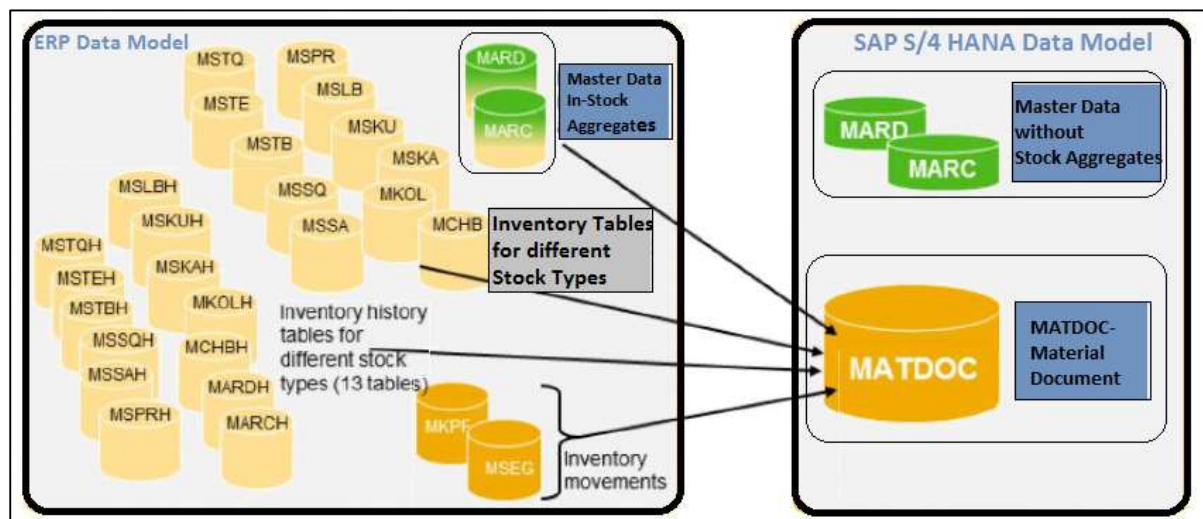 ERP Data Model
MSTQ
MSPR
MARD
MSTE
MSLB
MARC
Master Data
In-Stock
Aggregates
MSTB
MSKU
MSKA
MSLBH
MSSQ
MKOL
MSKUH
MSSA
MCHB
Inventory Tables
for different
Stock Types
MSTQH
MSTEH
MSKAH
MSTBH
MKOLH
MSSQH
MCHBH
Inventory history
tables for
different stock
types (13 tables)
MSSAH
MARDH
MSPRH
MARCH
MKPF
MSEG
Inventory
movements
SAP S/4 HANA Data Model
MARD
MARC
Master Data
without
Stock Aggregates
MATDOC
MATDOC-
Material
Document